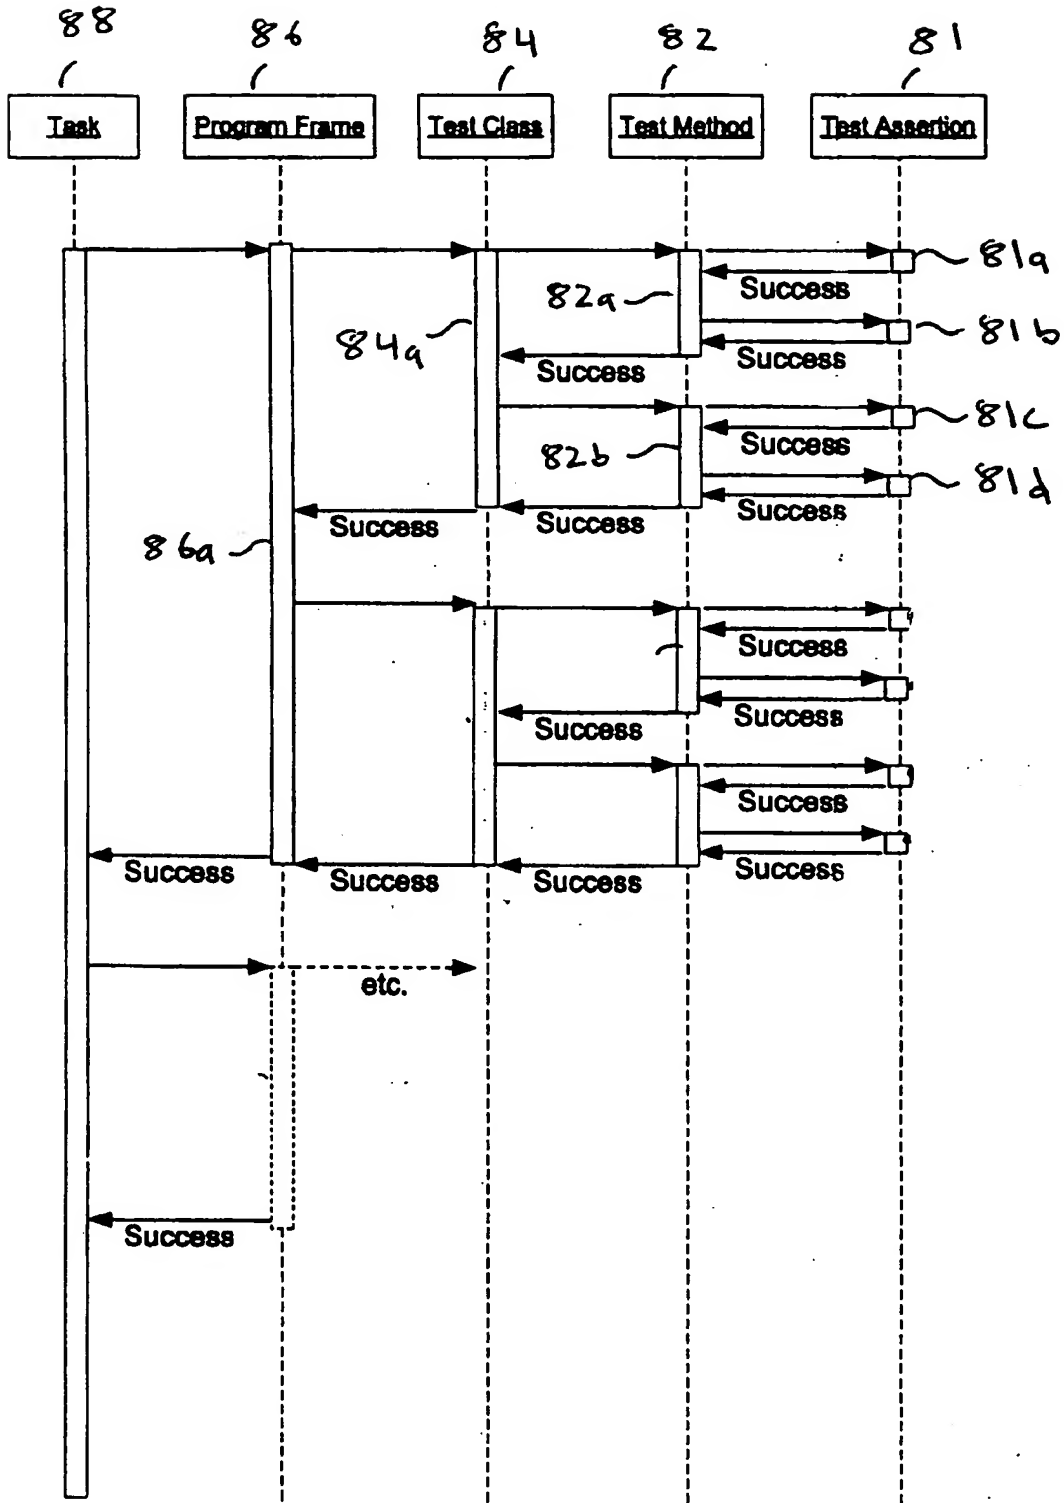 88 86 84 82 81
Task Program Frame Test Class Test Method Test Assertion
81a
Success
82a
81b
84a
Success
Success
81c
Success
82b
81d
Success
Success
Success
86a
Success
Success
Success
Success
Success
Success
Success
Success
Success
etc.
Success